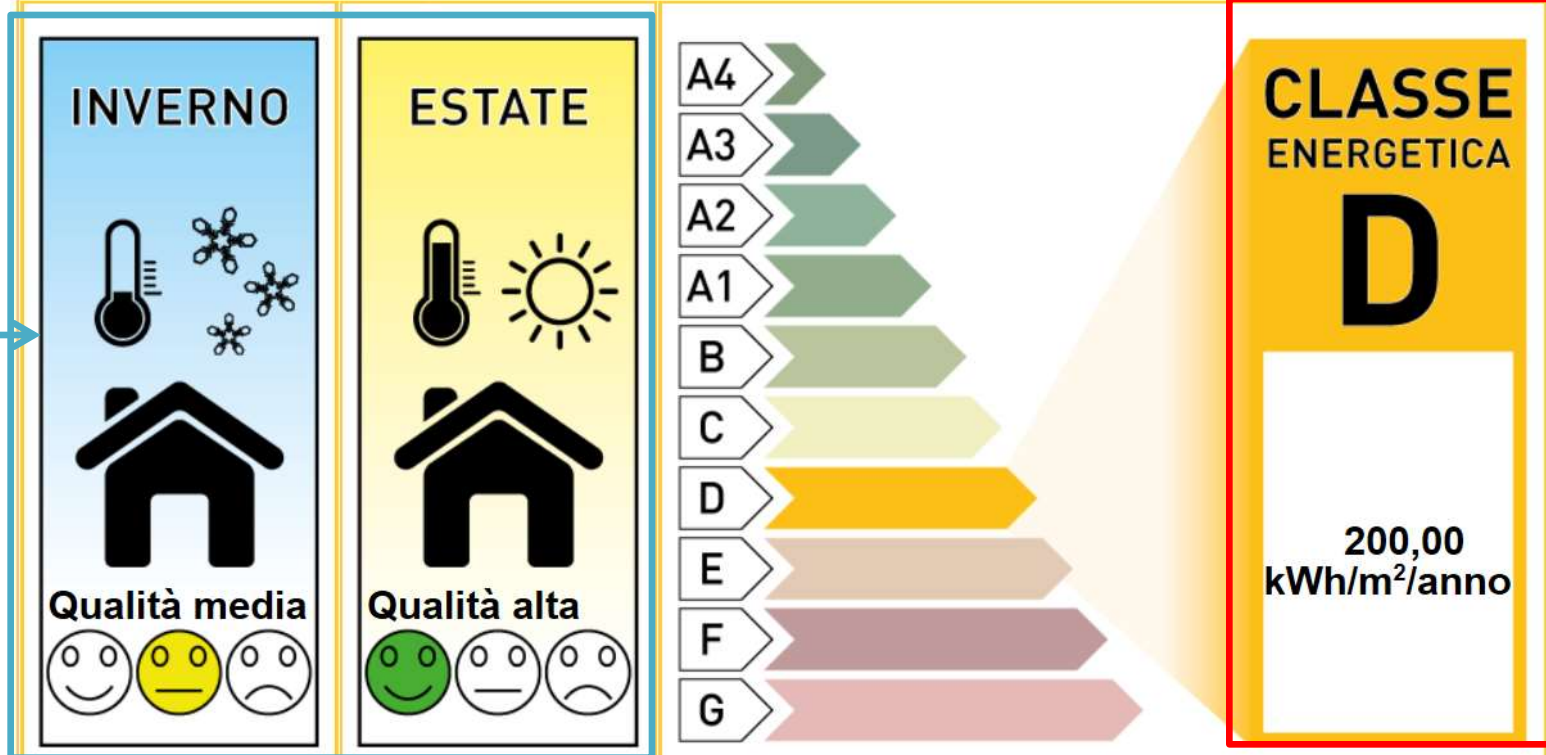 INVERNO
Qualità media
ESTATE
Qualità alta
A4
A3
A2
A1
B
C
D
E
F
G
CLASSE
ENERGETICA
D
200,00
kWh/m²/anno